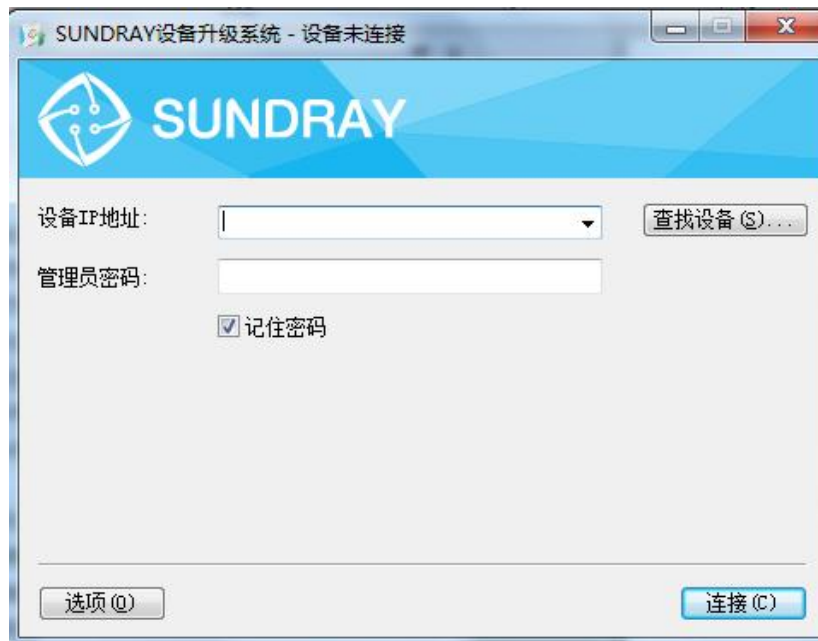 SUNDRAY设备升级系统 - 设备未连接
SUNDRAY
设备IP地址:
查找设备(S)...
管理员密码:
记住密码
选项(O)
连接(C)